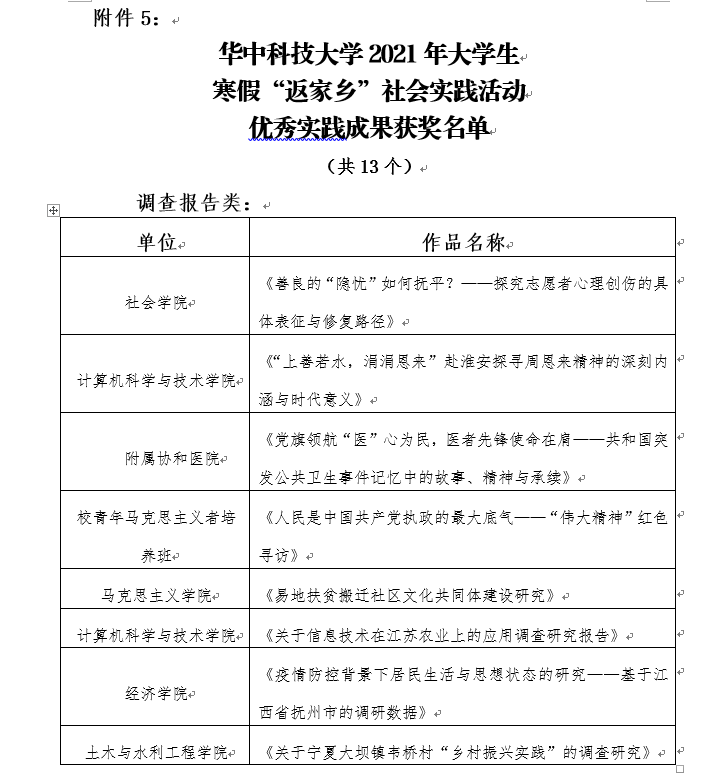 附件 5：
华中科技大学 2021 年大学生
寒假“返家乡”社会实践活动
优秀实践成果获奖名单
（共 13 个）
调查报告类：
单位 作品名称
社会学院 《善良的“隐忧”如何抚平？——探究志愿者心理创伤的具
体表征与修复路径》
计算机科学与技术学院 《“上善若水，涓涓恩来”赴淮安探寻周恩来精神的深刻内
涵与时代意义》
附属协和医院 《党旗领航“医”心为民，医者先锋使命在肩——共和国突
发公共卫生事件记忆中的故事、精神与承续》
校青年马克思主义者培
养班
《人民是中国共产党执政的最大底气——“伟大精神”红色
寻访》
马克思主义学院 《易地扶贫搬迁社区文化共同体建设研究》
计算机科学与技术学院 《关于信息技术在江苏农业上的应用调查研究报告》
经济学院 《疫情防控背景下居民生活与思想状态的研究——基于江
西省抚州市的调研数据》
土木与水利工程学院 《关于宁夏大坝镇韦桥村“乡村振兴实践”的调查研究》